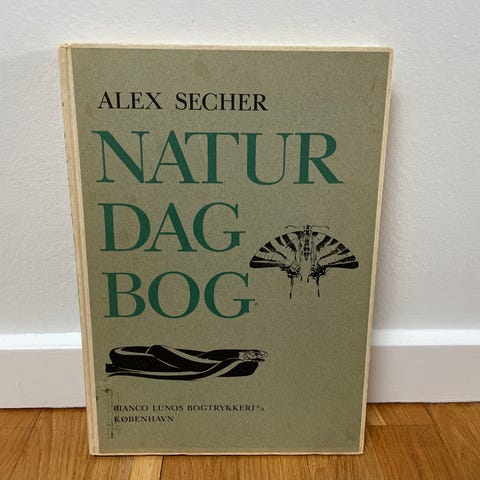 ALEX SECHER
NATUR
DAG
BOG
BIANCO LUNOS BOGTRYKKERI A/S
KØBENHAVN